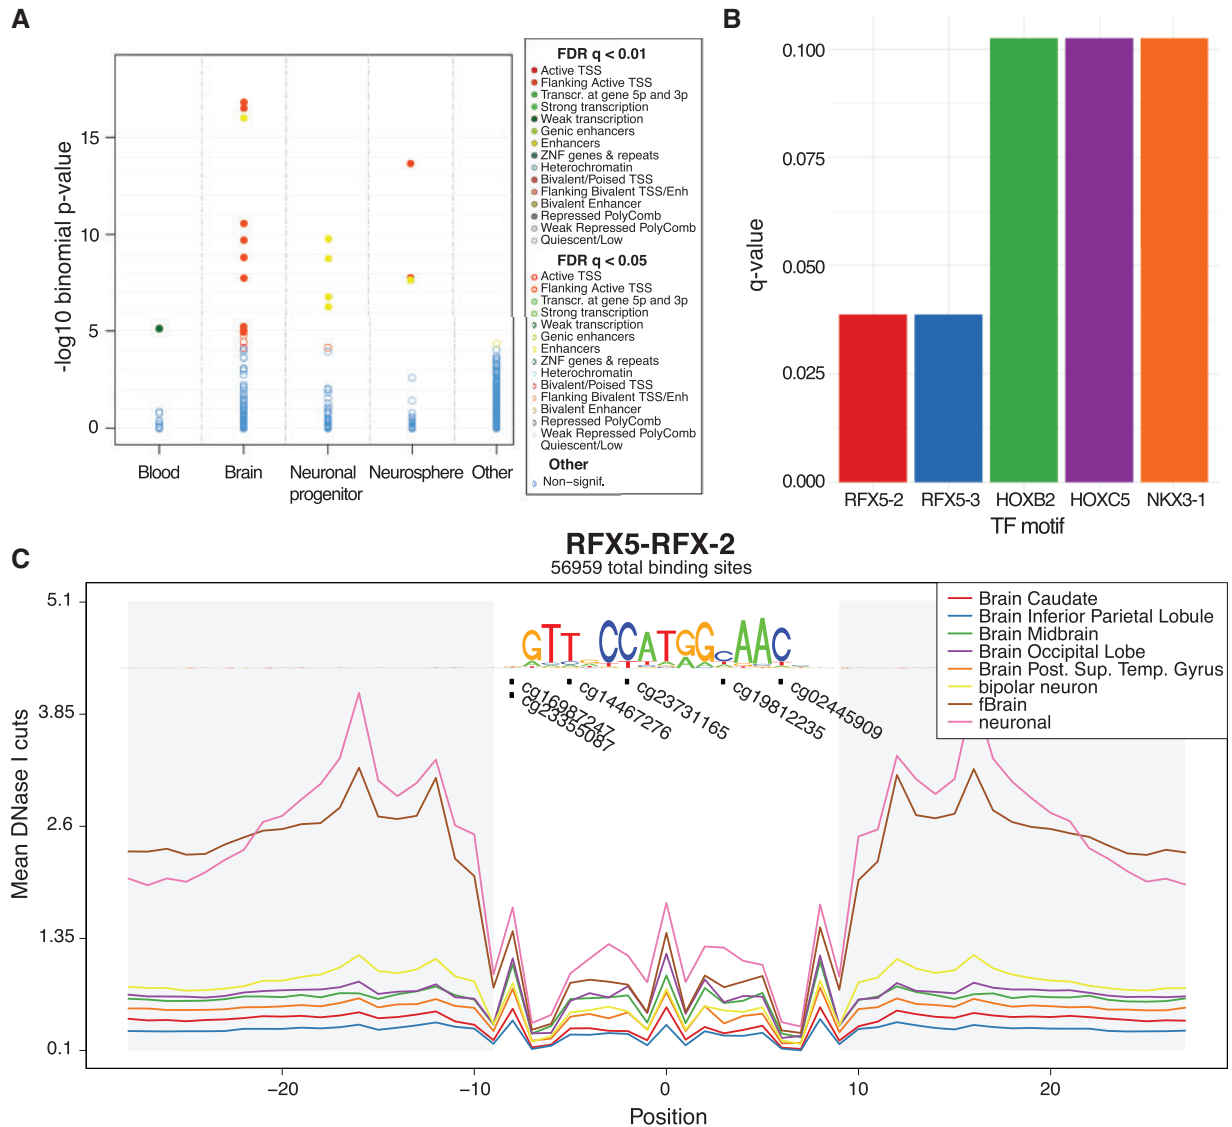 A
-log10 binomial p-value
15
10
5
0
Blood
Brain
Neuronal progenitor
Neurosphere
Other
FDR q < 0.01
Active TSS
Flanking Active TSS
Transcr. at gene 5p and 3p
Strong transcription
Weak transcription
Genic enhancers
Enhancers
ZNF genes & repeats
Heterochromatin
Bivalent/Poised TSS
Flanking Bivalent TSS/Enh
Bivalent Enhancer
Repressed PolyComb
Weak Repressed PolyComb
Quiescent/Low
FDR q < 0.05
Active TSS
Flanking Active TSS
Transcr. at gene 5p and 3p
Strong transcription
Weak transcription
Genic enhancers
Enhancers
ZNF genes & repeats
Heterochromatin
Bivalent/Poised TSS
Flanking Bivalent TSS/Enh
Bivalent Enhancer
Repressed PolyComb
Weak Repressed PolyComb
Quiescent/Low
Other
Non-signif.
B
q-value
0.100
0.075
0.050
0.025
0.000
RFX5-2
RFX5-3
HOXB2
HOXC5
NKX3-1
TF motif
C
RFX5-RFX-2
56959 total binding sites
Mean DNase I cuts
5.1
3.85
2.6
1.35
0.1
GTT CCATGGCAAC
cg16987247
cg23355087
cg14467276
cg23731165
cg19812235
cg02445909
Brain Caudate
Brain Inferior Parietal Lobule
Brain Midbrain
Brain Occipital Lobe
Brain Post. Sup. Temp. Gyrus
bipolar neuron
fBrain
neuronal
−20
−10
0
10
20
Position